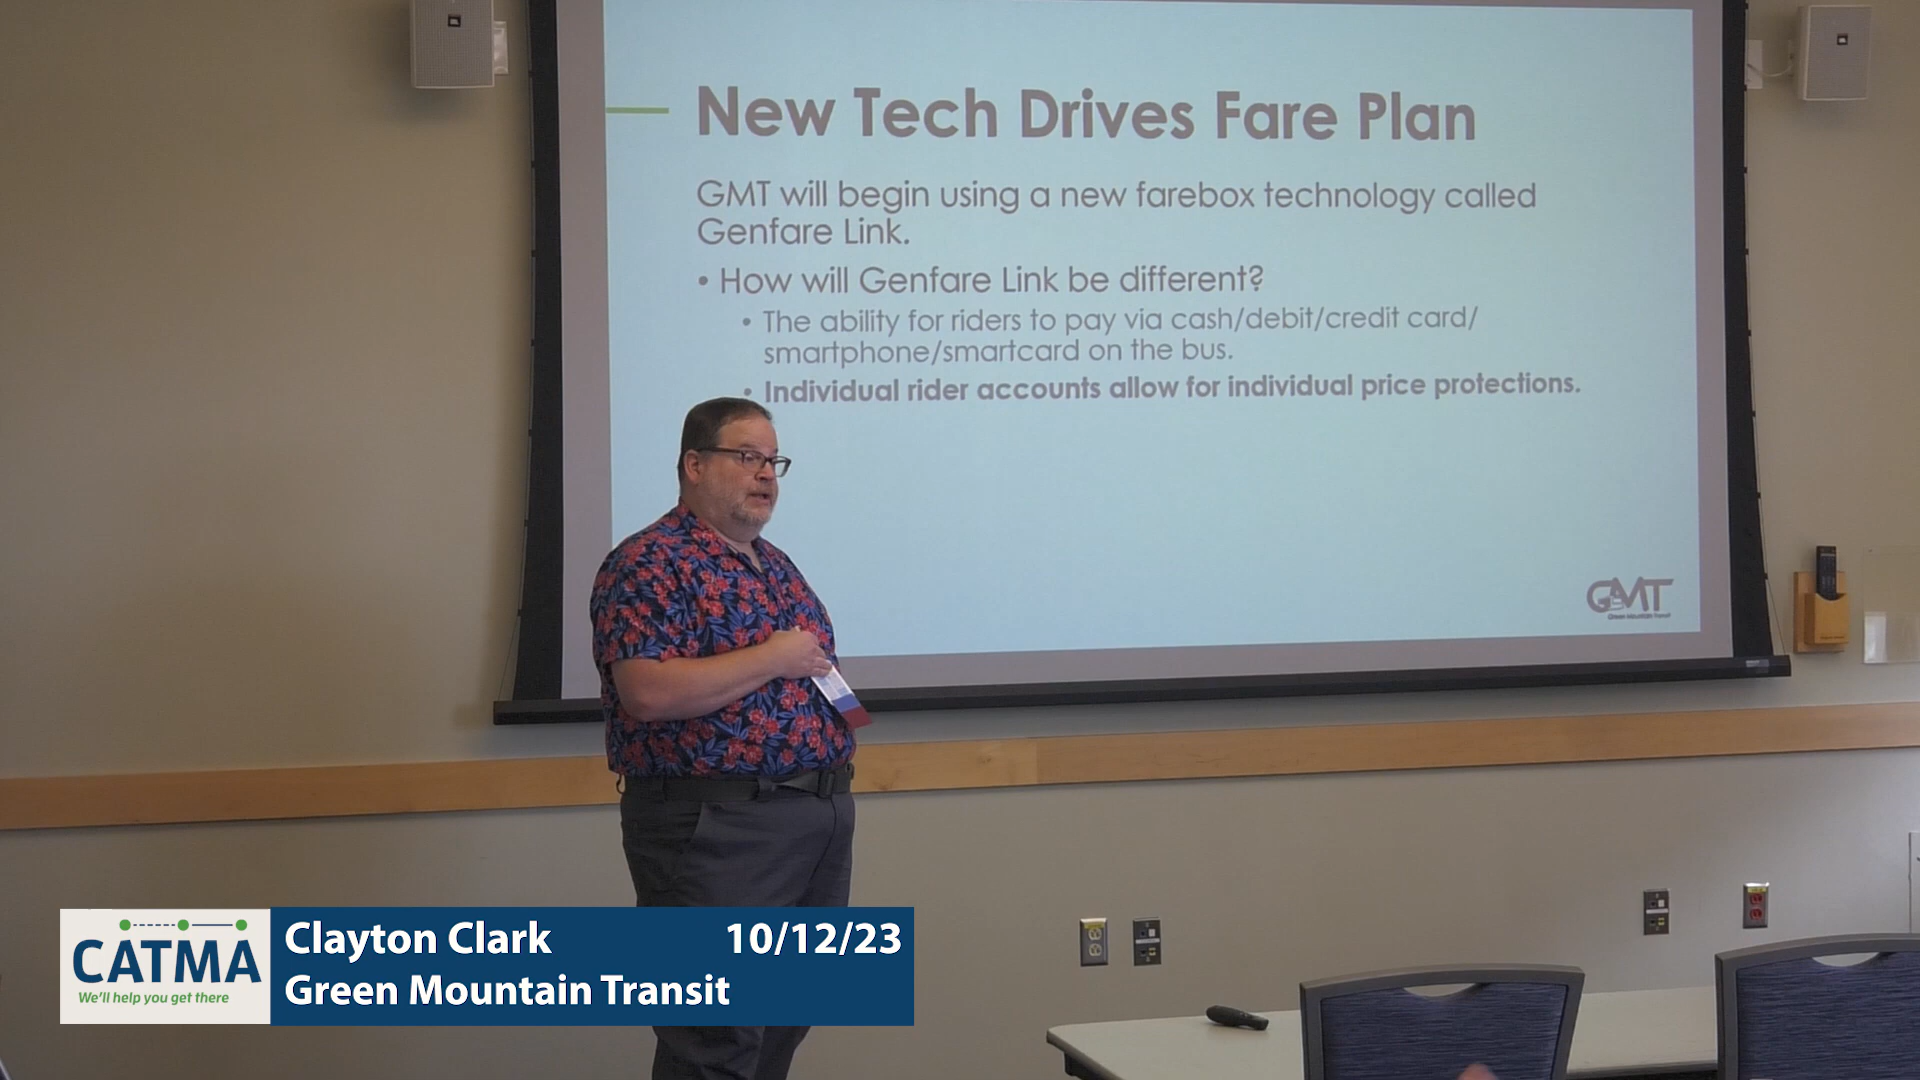 New Tech Drives Fare Plan
GMT will begin using a new farebox technology called
Genfare Link.
• How will Genfare Link be different?
• The ability for riders to pay via cash/debit/credit card/
smartphone/smartcard on the bus.
• Individual rider accounts allow for individual price protections.
GMT
Green Mountain Transit
CATMA
We'll help you get there
Clayton Clark 10/12/23
Green Mountain Transit